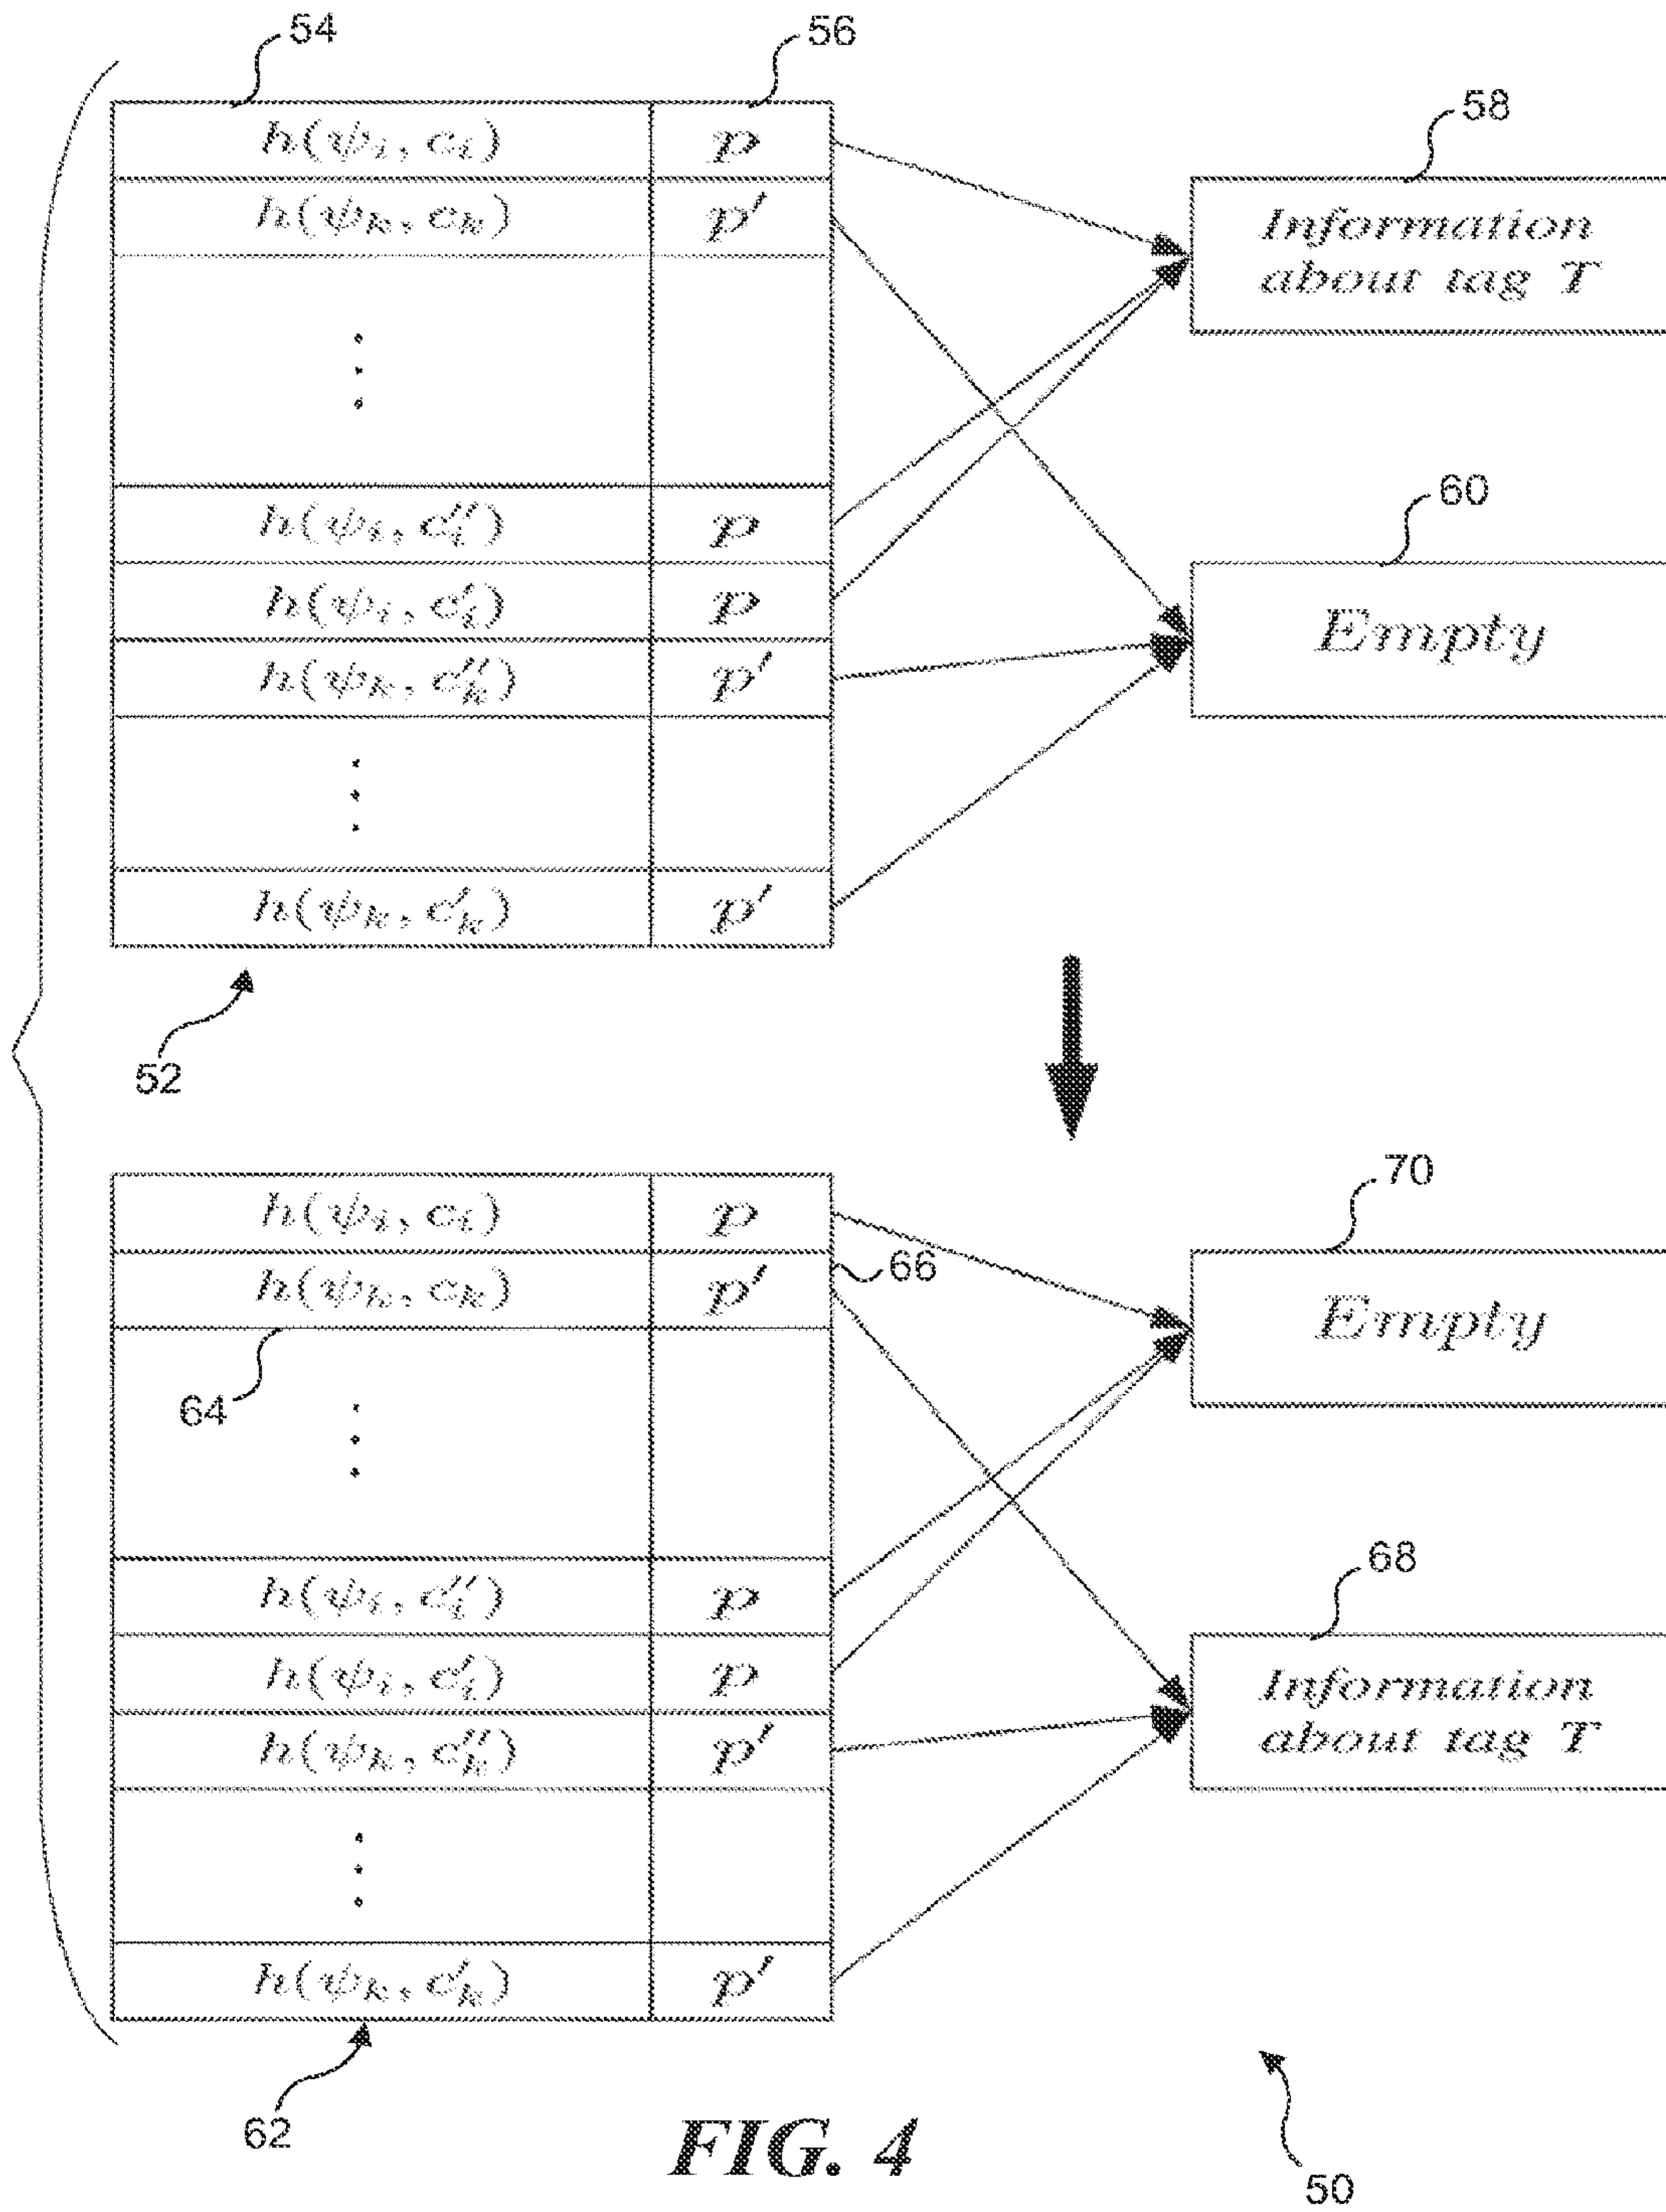 54
56
h(ψᵢ, cᵢ) p
h(ψₖ, cₖ) p′
58
Information
about tag T
h(ψᵢ, c″ᵢ) p
h(ψᵢ, c′ᵢ) p
h(ψₖ, c″ₖ) p′
60
Empty
h(ψₖ, c′ₖ) p′
52
h(ψᵢ, cᵢ) p
h(ψₖ, cₖ) p′
66
64
70
Empty
h(ψᵢ, c″ᵢ) p
h(ψᵢ, c′ᵢ) p
h(ψₖ, c″ₖ) p′
68
Information
about tag T
h(ψₖ, c′ₖ) p′
62
FIG. 4
50